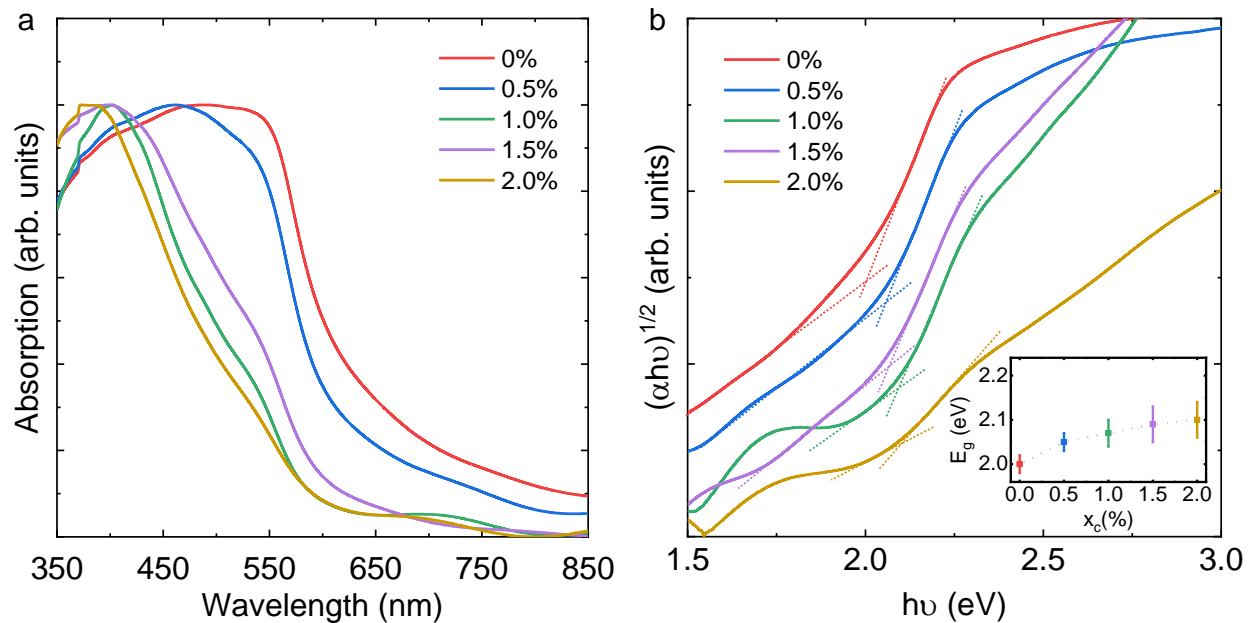 a
0%
0.5%
1.0%
1.5%
2.0%
Absorption (arb. units)
350 450 550 650 750 850
Wavelength (nm)
b
0%
0.5%
1.0%
1.5%
2.0%
(αhυ)^1/2 (arb. units)
1.5 2.0 2.5 3.0
hυ (eV)
2.2
2.1
2.0
E_g (eV)
0.0 0.5 1.0 1.5 2.0
x_c(%)